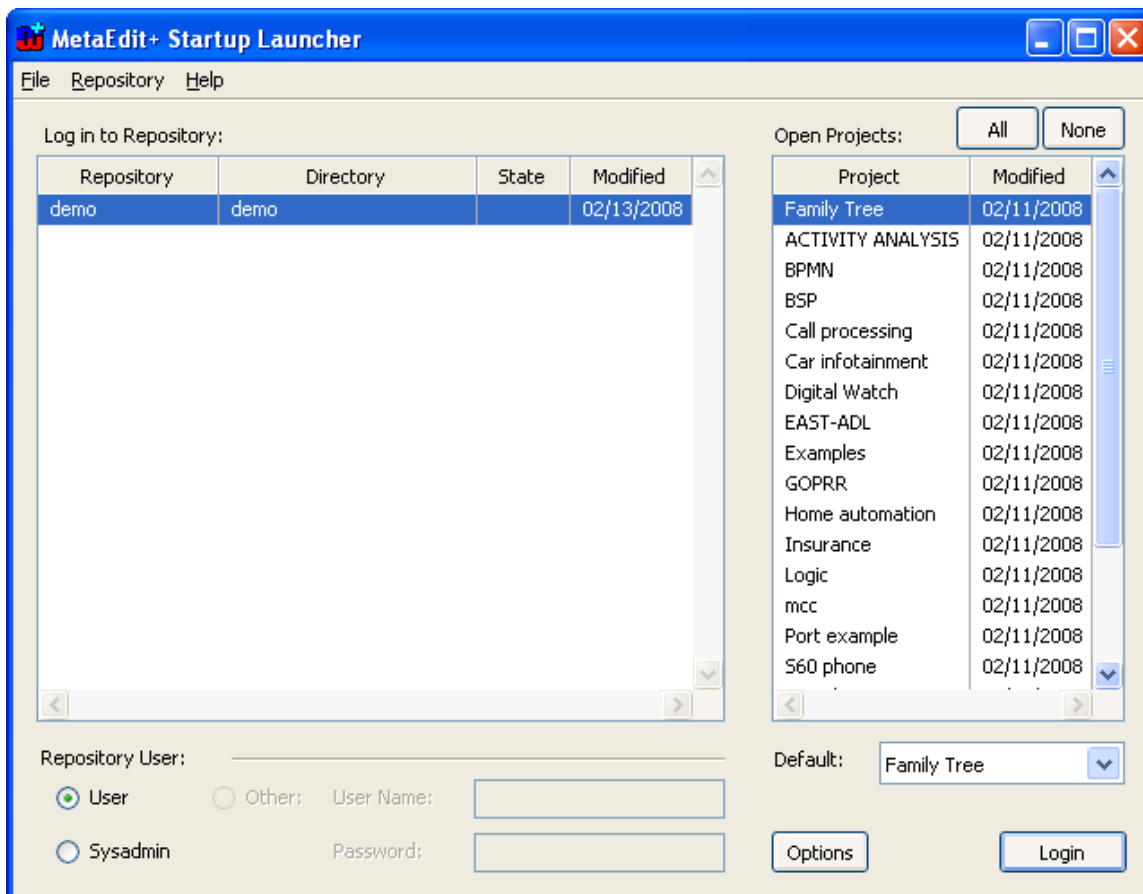 MetaEdit+ Startup Launcher
File Repository Help
Log in to Repository:
Repository Directory State Modified
demo demo 02/13/2008
Open Projects: All None
Project Modified
Family Tree 02/11/2008
ACTIVITY ANALYSIS 02/11/2008
BPMN 02/11/2008
BSP 02/11/2008
Call processing 02/11/2008
Car infotainment 02/11/2008
Digital Watch 02/11/2008
EAST-ADL 02/11/2008
Examples 02/11/2008
GOPRR 02/11/2008
Home automation 02/11/2008
Insurance 02/11/2008
Logic 02/11/2008
mcc 02/11/2008
Port example 02/11/2008
S60 phone 02/11/2008
Repository User:
User Other: User Name:
Sysadmin Password:
Default: Family Tree
Options Login